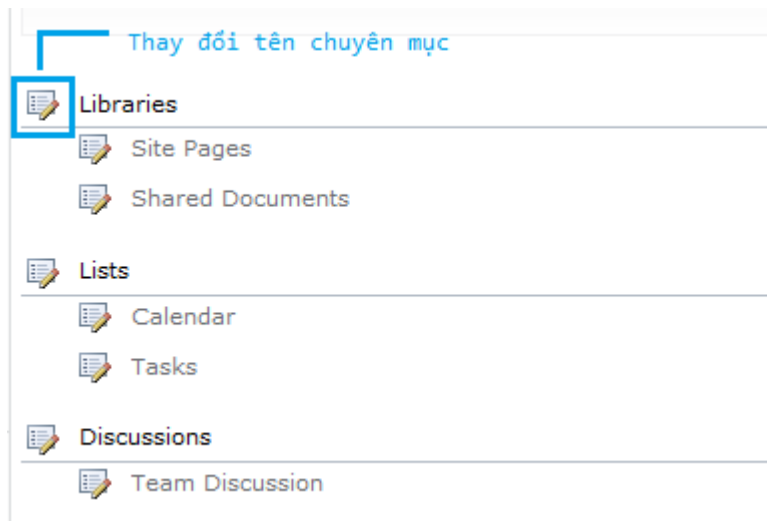 Thay đổi tên chuyên mục
Libraries
Site Pages
Shared Documents
Lists
Calendar
Tasks
Discussions
Team Discussion